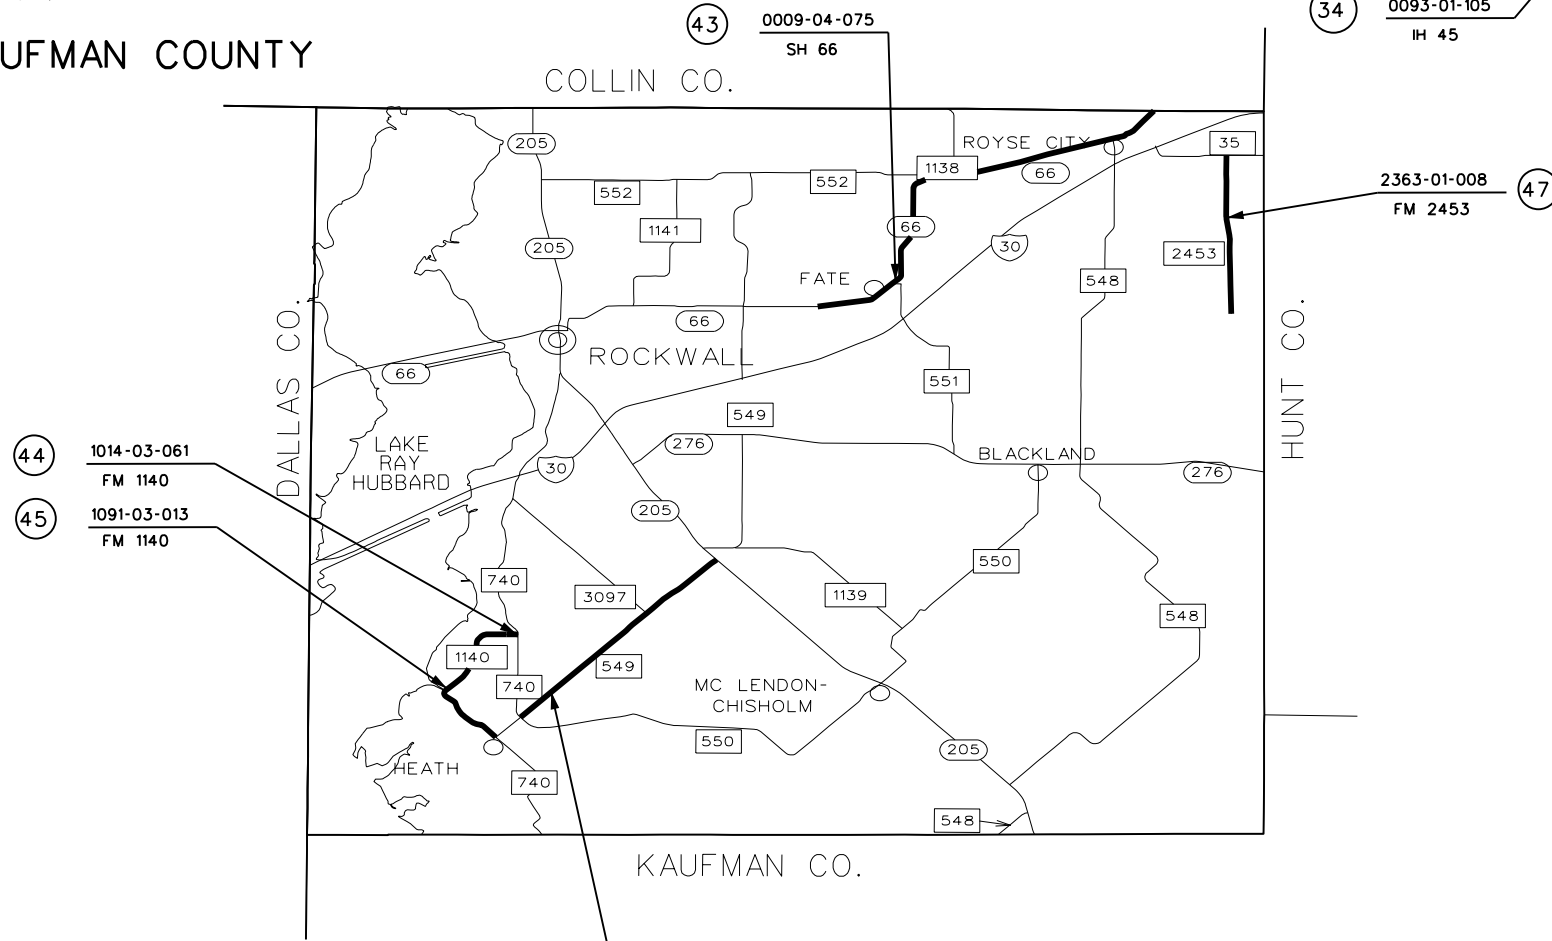 43
0009-04-075
SH 66
34
0093-01-105
IH 45
UFMAN COUNTY
COLLIN CO.
205
ROYSE CITY
35
552
552
1138
66
2363-01-008
47
FM 2453
1141
66
205
30
2453
FATE
548
DALLAS CO.
66
ROCKWALL
HUNT CO.
66
551
549
44
1014-03-061
FM 1140
LAKE
RAY
HUBBARD
276
BLACKLAND
30
276
45
1091-03-013
FM 1140
205
740
3097
550
1139
548
1140
549
740
MC LENDON-
CHISHOLM
550
205
HEATH
740
548
KAUFMAN CO.